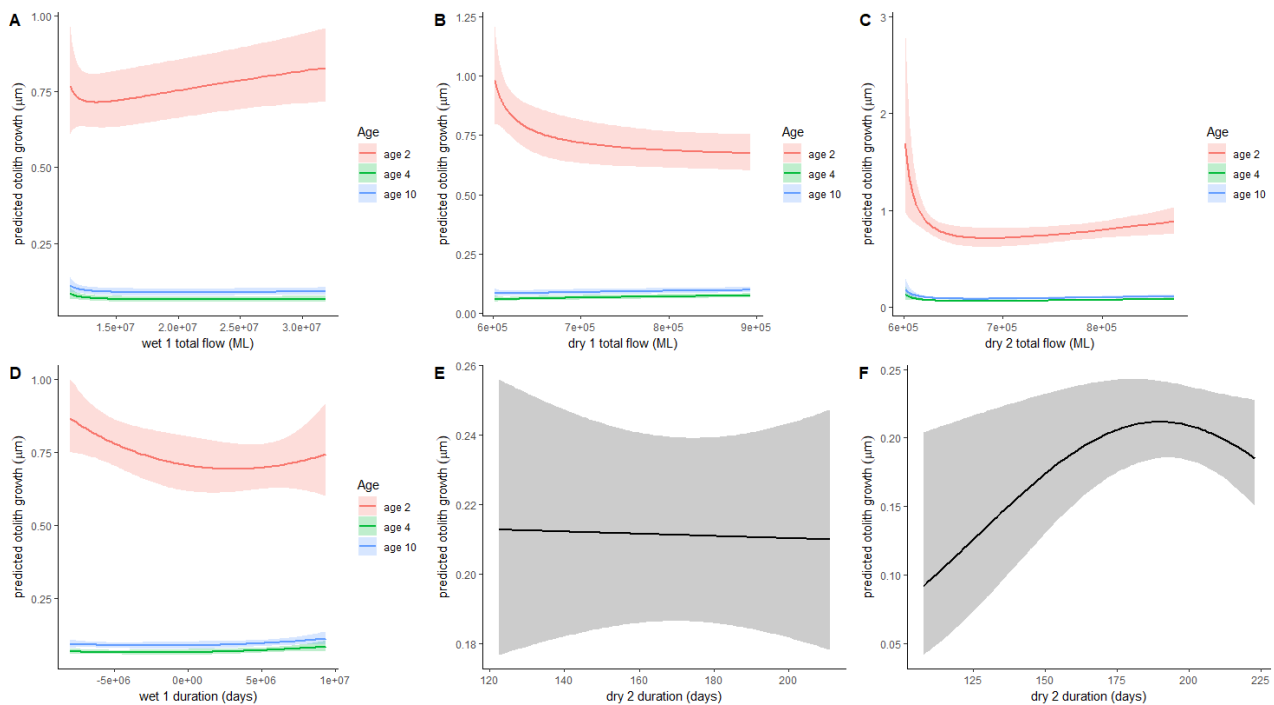 A
1.00
0.75
0.50
0.25
predicted otolith growth (μm)
1.5e+07 2.0e+07 2.5e+07 3.0e+07
wet 1 total flow (ML)
Age
age 2
age 4
age 10
B
1.25
1.00
0.75
0.50
0.25
0.00
predicted otolith growth (μm)
6e+05 7e+05 8e+05 9e+05
dry 1 total flow (ML)
Age
age 2
age 4
age 10
C
3
2
1
0
predicted otolith growth (μm)
6e+05 7e+05 8e+05
dry 2 total flow (ML)
Age
age 2
age 4
age 10
D
1.00
0.75
0.50
0.25
predicted otolith growth (μm)
-5e+06 0e+00 5e+06 1e+07
wet 1 duration (days)
Age
age 2
age 4
age 10
E
0.26
0.24
0.22
0.20
0.18
predicted otolith growth (μm)
120 140 160 180 200
dry 2 duration (days)
F
0.25
0.20
0.15
0.10
0.05
predicted otolith growth (μm)
125 150 175 200 225
dry 2 duration (days)